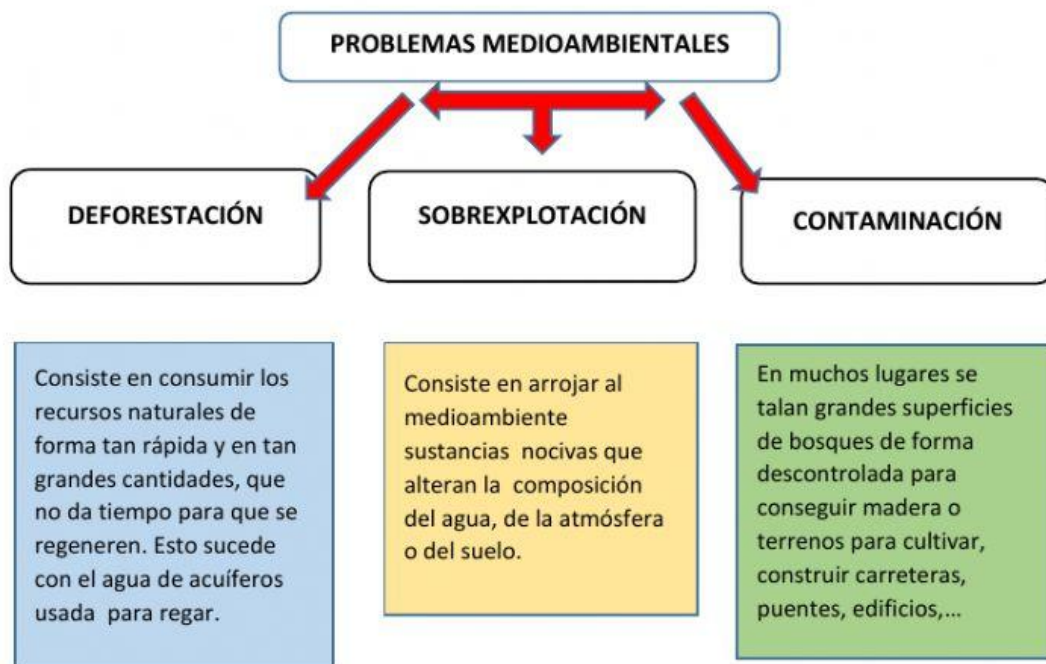 PROBLEMAS MEDIOAMBIENTALES
DEFORESTACIÓN
SOBREXPLOTACIÓN
CONTAMINACIÓN
Consiste en consumir los
recursos naturales de
forma tan rápida y en tan
grandes cantidades, que
no da tiempo para que se
regeneren. Esto sucede
con el agua de acuíferos
usada para regar.
Consiste en arrojar al
medioambiente
sustancias nocivas que
alteran la composición
del agua, de la atmósfera
o del suelo.
En muchos lugares se
talan grandes superficies
de bosques de forma
descontrolada para
conseguir madera o
terrenos para cultivar,
construir carreteras,
puentes, edificios,...